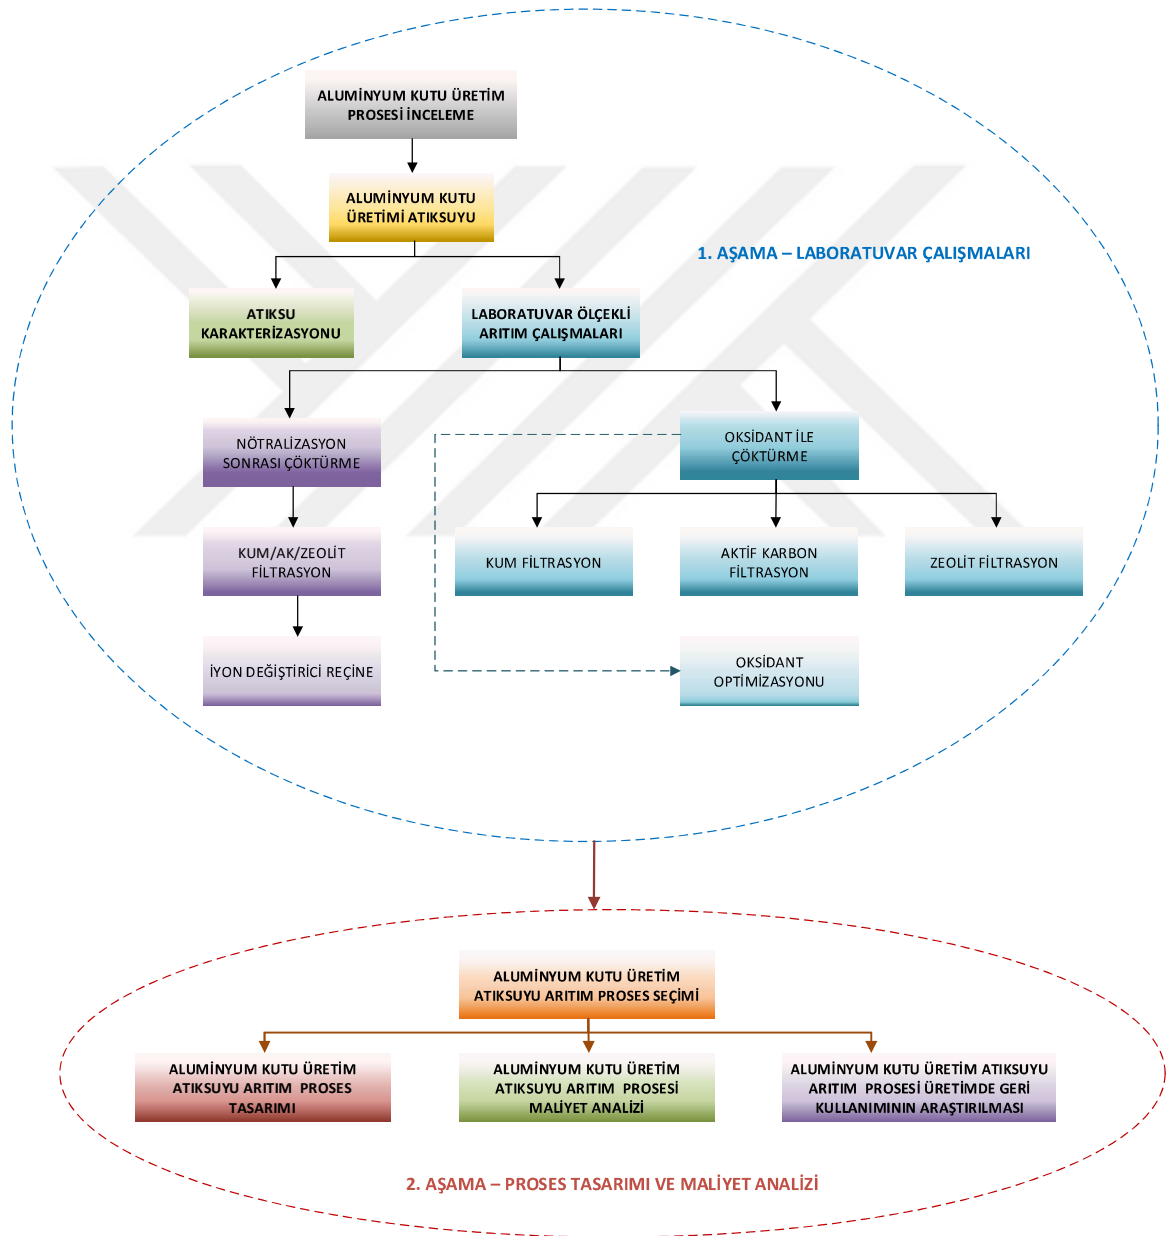 ALUMİNYUM KUTU ÜRETİM
PROSESİ İNCELEME
ALUMİNYUM KUTU
ÜRETİMİ ATIKSUYU
1. AŞAMA – LABORATUVAR ÇALIŞMALARI
ATIKSU
KARAKTERİZASYONU
LABORATUVAR ÖLÇEKLİ
ARITIM ÇALIŞMALARI
NÖTRALİZASYON
SONRASI ÇÖKTÜRME
OKSİDANT İLE
ÇÖKTÜRME
KUM/AK/ZEOLİT
FİLTRASYON
KUM FİLTRASYON
AKTİF KARBON
FİLTRASYON
ZEOLİT FİLTRASYON
İYON DEĞİŞTİRİCİ REÇİNE
OKSİDANT
OPTİMİZASYONU
ALUMİNYUM KUTU ÜRETİM
ATIKSUYU ARITIM PROSES SEÇİMİ
ALUMİNYUM KUTU ÜRETİM
ATIKSUYU ARITIM PROSES
TASARIMI
ALUMİNYUM KUTU ÜRETİM
ATIKSUYU ARITIM PROSESİ
MALİYET ANALİZİ
ALUMİNYUM KUTU ÜRETİM ATIKSUYU
ARITIM PROSESİ ÜRETİMDE GERİ
KULLANIMININ ARAŞTIRILMASI
2. AŞAMA – PROSES TASARIMI VE MALİYET ANALİZİ